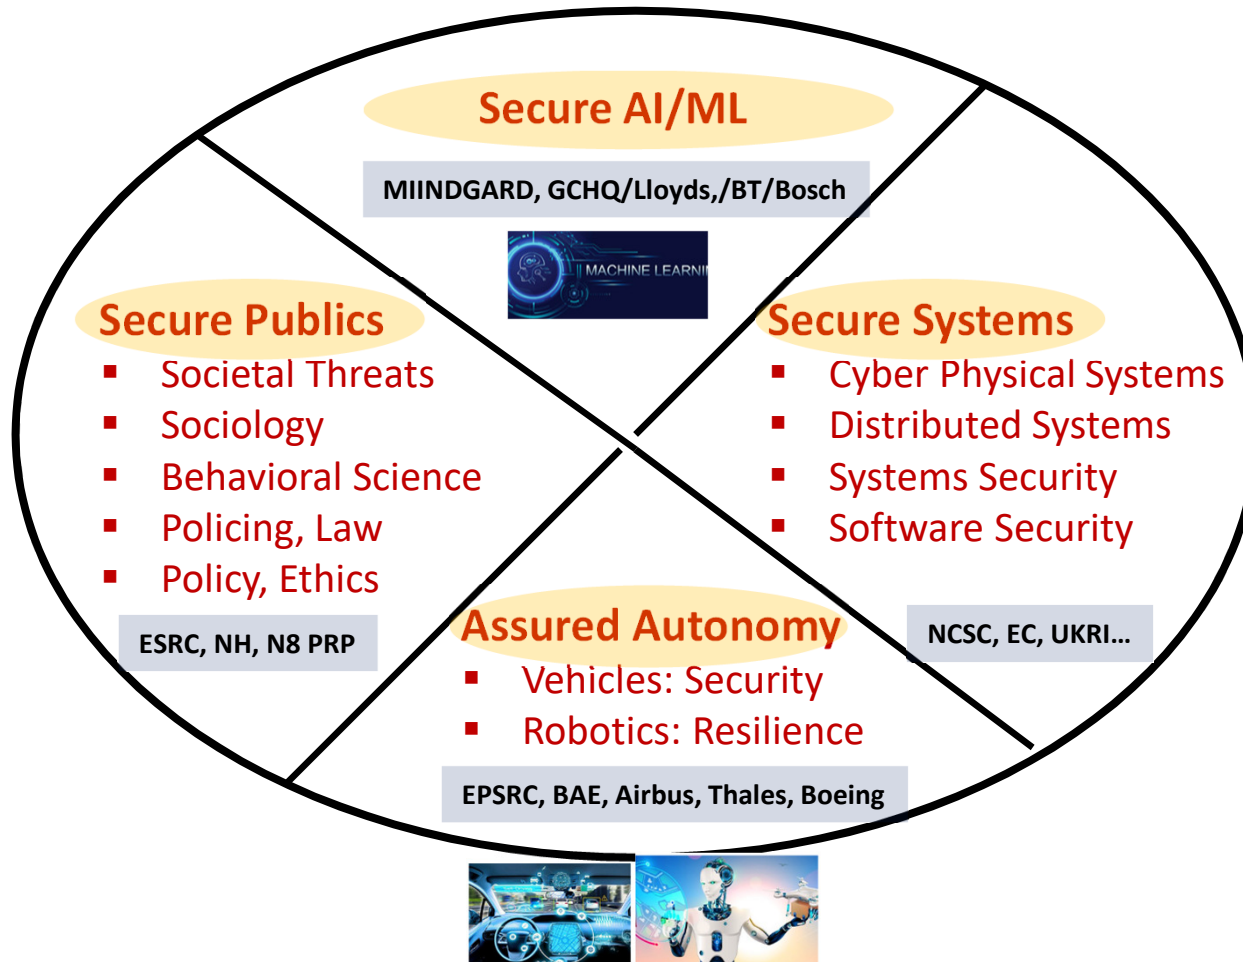 Secure AI/ML
MIINDGARD, GCHQ/Lloyds,/BT/Bosch
MACHINE LEARNI
Secure Publics
▪ Societal Threats
▪ Sociology
▪ Behavioral Science
▪ Policing, Law
▪ Policy, Ethics
ESRC, NH, N8 PRP
Secure Systems
▪ Cyber Physical Systems
▪ Distributed Systems
▪ Systems Security
▪ Software Security
NCSC, EC, UKRI...
Assured Autonomy
▪ Vehicles: Security
▪ Robotics: Resilience
EPSRC, BAE, Airbus, Thales, Boeing